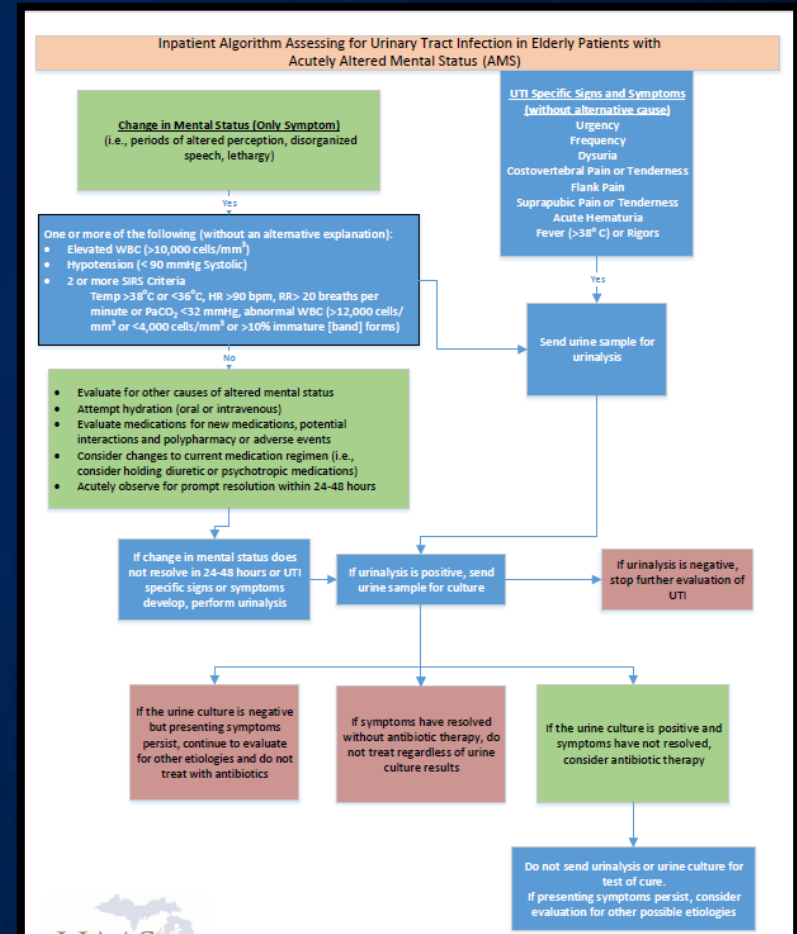 Inpatient Algorithm Assessing for Urinary Tract Infection in Elderly Patients with
Acutely Altered Mental Status (AMS)
Change in Mental Status (Only Symptom)
(i.e., periods of altered perception, disorganized
speech, lethargy)
UTI Specific Signs and Symptoms
(without alternative cause)
Urgency
Frequency
Dysuria
Costovertebral Pain or Tenderness
Flank Pain
Suprapubic Pain or Tenderness
Acute Hematuria
Fever (>38° C) or Rigors
Yes
One or more of the following (without an alternative explanation):
• Elevated WBC (>10,000 cells/mm³)
• Hypotension (< 90 mmHg Systolic)
• 2 or more SIRS Criteria
Temp >38°C or <36°C, HR >90 bpm, RR> 20 breaths per
minute or PaCO₂ <32 mmHg, abnormal WBC (>12,000 cells/
mm³ or <4,000 cells/mm³ or >10% immature [band] forms)
Yes
Send urine sample for
urinalysis
No
• Evaluate for other causes of altered mental status
• Attempt hydration (oral or intravenous)
• Evaluate medications for new medications, potential
interactions and polypharmacy or adverse events
• Consider changes to current medication regimen (i.e.,
consider holding diuretic or psychotropic medications)
• Acutely observe for prompt resolution within 24-48 hours
If change in mental status does
not resolve in 24-48 hours or UTI
specific signs or symptoms
develop, perform urinalysis
If urinalysis is positive, send
urine sample for culture
If urinalysis is negative,
stop further evaluation of
UTI
If the urine culture is negative
but presenting symptoms
persist, continue to evaluate
for other etiologies and do not
treat with antibiotics
If symptoms have resolved
without antibiotic therapy, do
not treat regardless of urine
culture results
If the urine culture is positive and
symptoms have not resolved,
consider antibiotic therapy
Do not send urinalysis or urine culture for
test of cure.
If presenting symptoms persist, consider
evaluation for other possible etiologies